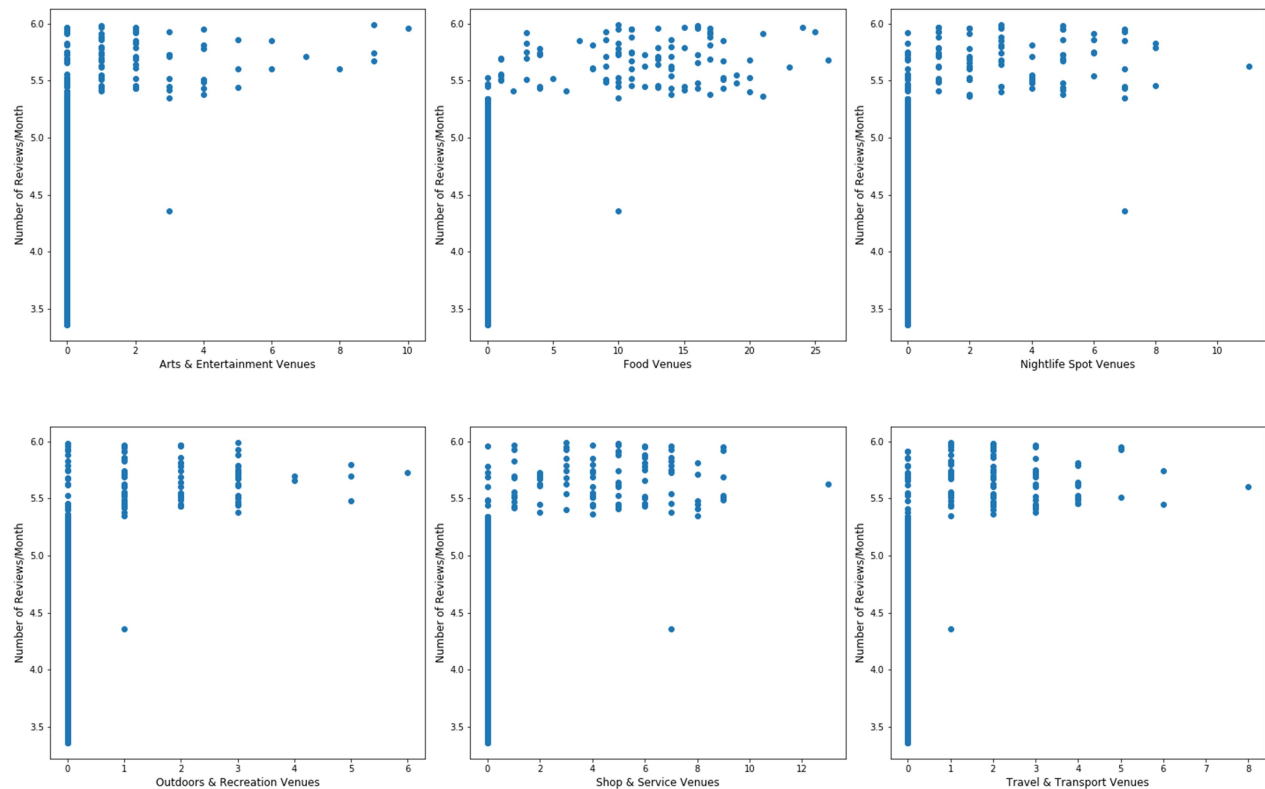 6.0 6.0 6.0
5.5 5.5 5.5
5.0 5.0 5.0
4.5 4.5 4.5
4.0 4.0 4.0
3.5 3.5 3.5
Number of Reviews/Month
Number of Reviews/Month
Number of Reviews/Month
0 2 4 6 8 10 0 5 10 15 20 25 0 2 4 6 8 10
Arts & Entertainment Venues Food Venues Nightlife Spot Venues
6.0 6.0 6.0
5.5 5.5 5.5
5.0 5.0 5.0
4.5 4.5 4.5
4.0 4.0 4.0
3.5 3.5 3.5
Number of Reviews/Month
Number of Reviews/Month
Number of Reviews/Month
0 1 2 3 4 5 6 0 2 4 6 8 10 12 0 1 2 3 4 5 6 7 8
Outdoors & Recreation Venues Shop & Service Venues Travel & Transport Venues